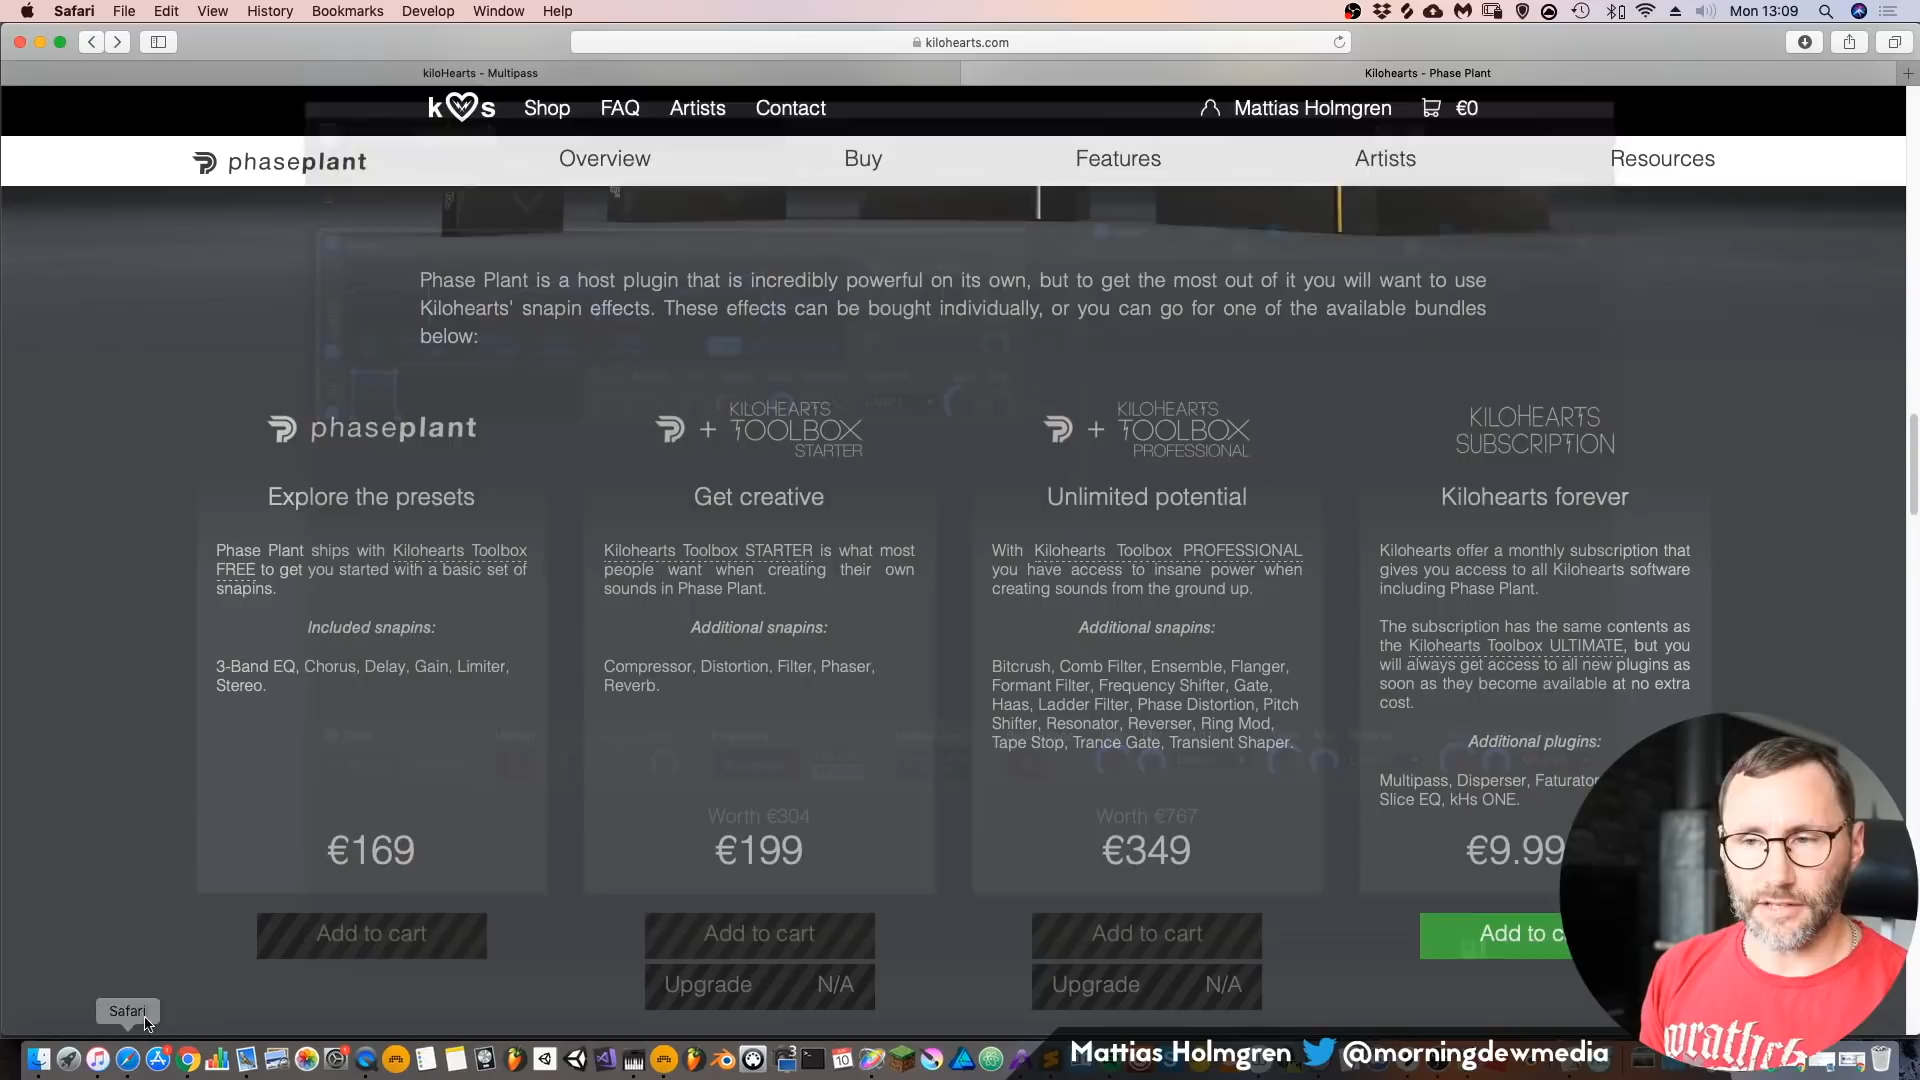 Safari File Edit View History Bookmarks Develop Window Help
Mon 13:09
kilohearts.com
kiloHearts - Multipass
Kilohearts - Phase Plant
k s Shop FAQ Artists Contact
Mattias Holmgren €0
phaseplant Overview Buy Features Artists Resources
Phase Plant is a host plugin that is incredibly powerful on its own, but to get the most out of it you will want to use
Kilohearts' snapin effects. These effects can be bought individually, or you can go for one of the available bundles
below:
phaseplant
Explore the presets
Phase Plant ships with Kilohearts Toolbox
FREE to get you started with a basic set of
snapins.
Included snapins:
3-Band EQ, Chorus, Delay, Gain, Limiter,
Stereo.
€169
Add to cart
+ KILOHEARTS
TOOLBOX
STARTER
Get creative
Kilohearts Toolbox STARTER is what most
people want when creating their own
sounds in Phase Plant.
Additional snapins:
Compressor, Distortion, Filter, Phaser,
Reverb.
Worth €304
€199
Add to cart
Upgrade N/A
+ KILOHEARTS
TOOLBOX
PROFESSIONAL
Unlimited potential
With Kilohearts Toolbox PROFESSIONAL
you have access to insane power when
creating sounds from the ground up.
Additional snapins:
Bitcrush, Comb Filter, Ensemble, Flanger,
Formant Filter, Frequency Shifter, Gate,
Haas, Ladder Filter, Phase Distortion, Pitch
Shifter, Resonator, Reverser, Ring Mod,
Tape Stop, Trance Gate, Transient Shaper.
Worth €767
€349
Add to cart
Upgrade N/A
KILOHEARTS
SUBSCRIPTION
Kilohearts forever
Kilohearts offer a monthly subscription that
gives you access to all Kilohearts software
including Phase Plant.
The subscription has the same contents as
the Kilohearts Toolbox ULTIMATE, but you
will always get access to all new plugins as
soon as they become available at no extra
cost.
Additional plugins:
Multipass, Disperser, Faturator
Slice EQ, kHs ONE.
€9.99
Add to c
Safari
Mattias Holmgren @morningdewmedia